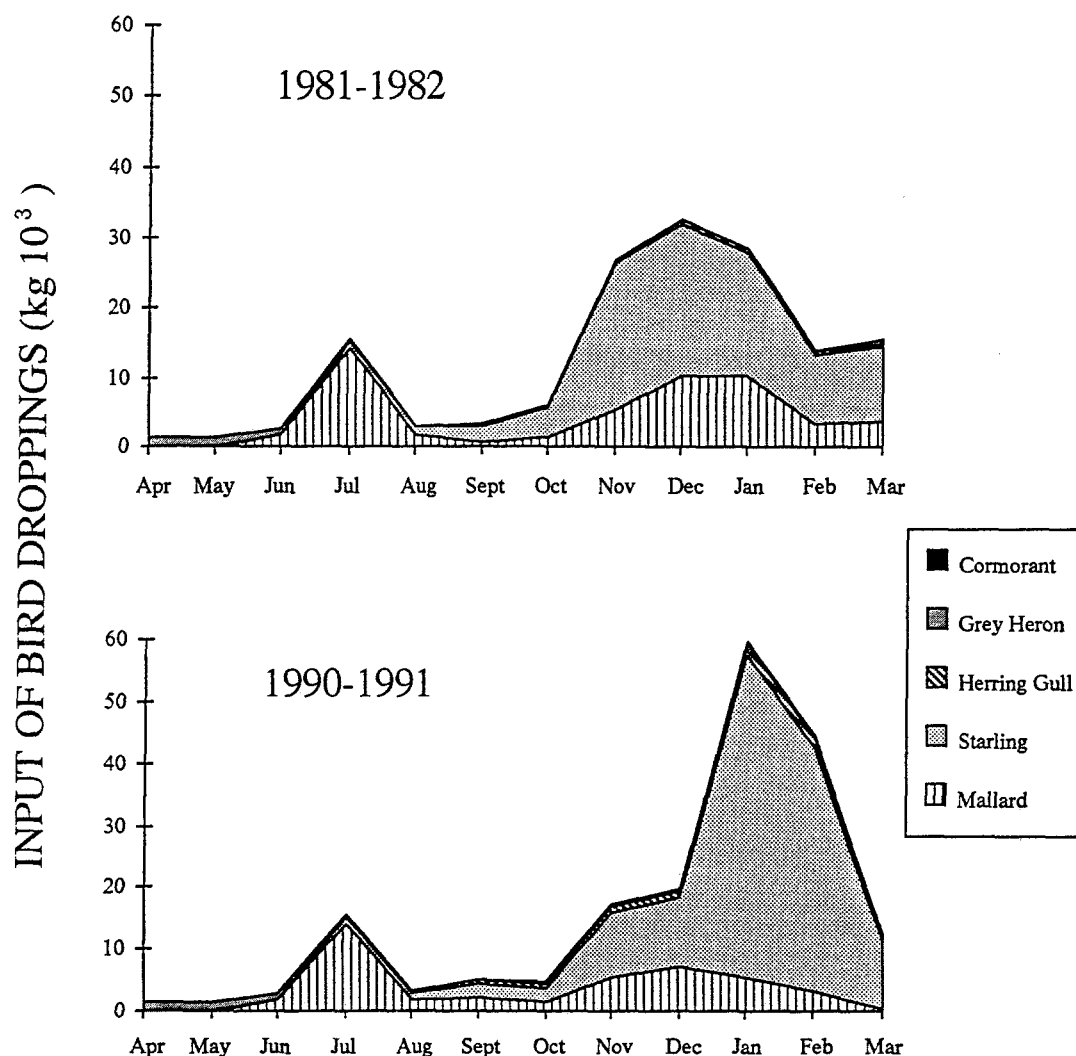 INPUT OF BIRD DROPPINGS (kg 10³ )
60
1981-1982
50
40
30
20
10
0
Apr May Jun Jul Aug Sept Oct Nov Dec Jan Feb Mar
60
1990-1991
50
40
30
20
10
0
Apr May Jun Jul Aug Sept Oct Nov Dec Jan Feb Mar
Cormorant
Grey Heron
Herring Gull
Starling
Mallard